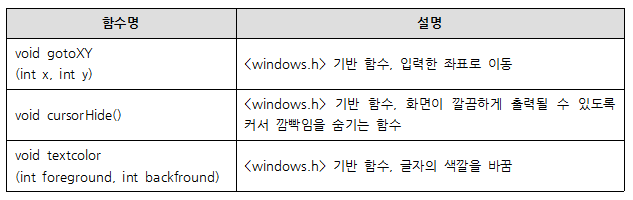 함수명
설명
void gotoXY
(int x, int y)
<windows.h> 기반 함수, 입력한 좌표로 이동
void cursorHide()
<windows.h> 기반 함수, 화면이 깔끔하게 출력될 수 있도록
커서 깜빡임을 숨기는 함수
void textcolor
(int foreground, int backfround)
<windows.h> 기반 함수, 글자의 색깔을 바꿈